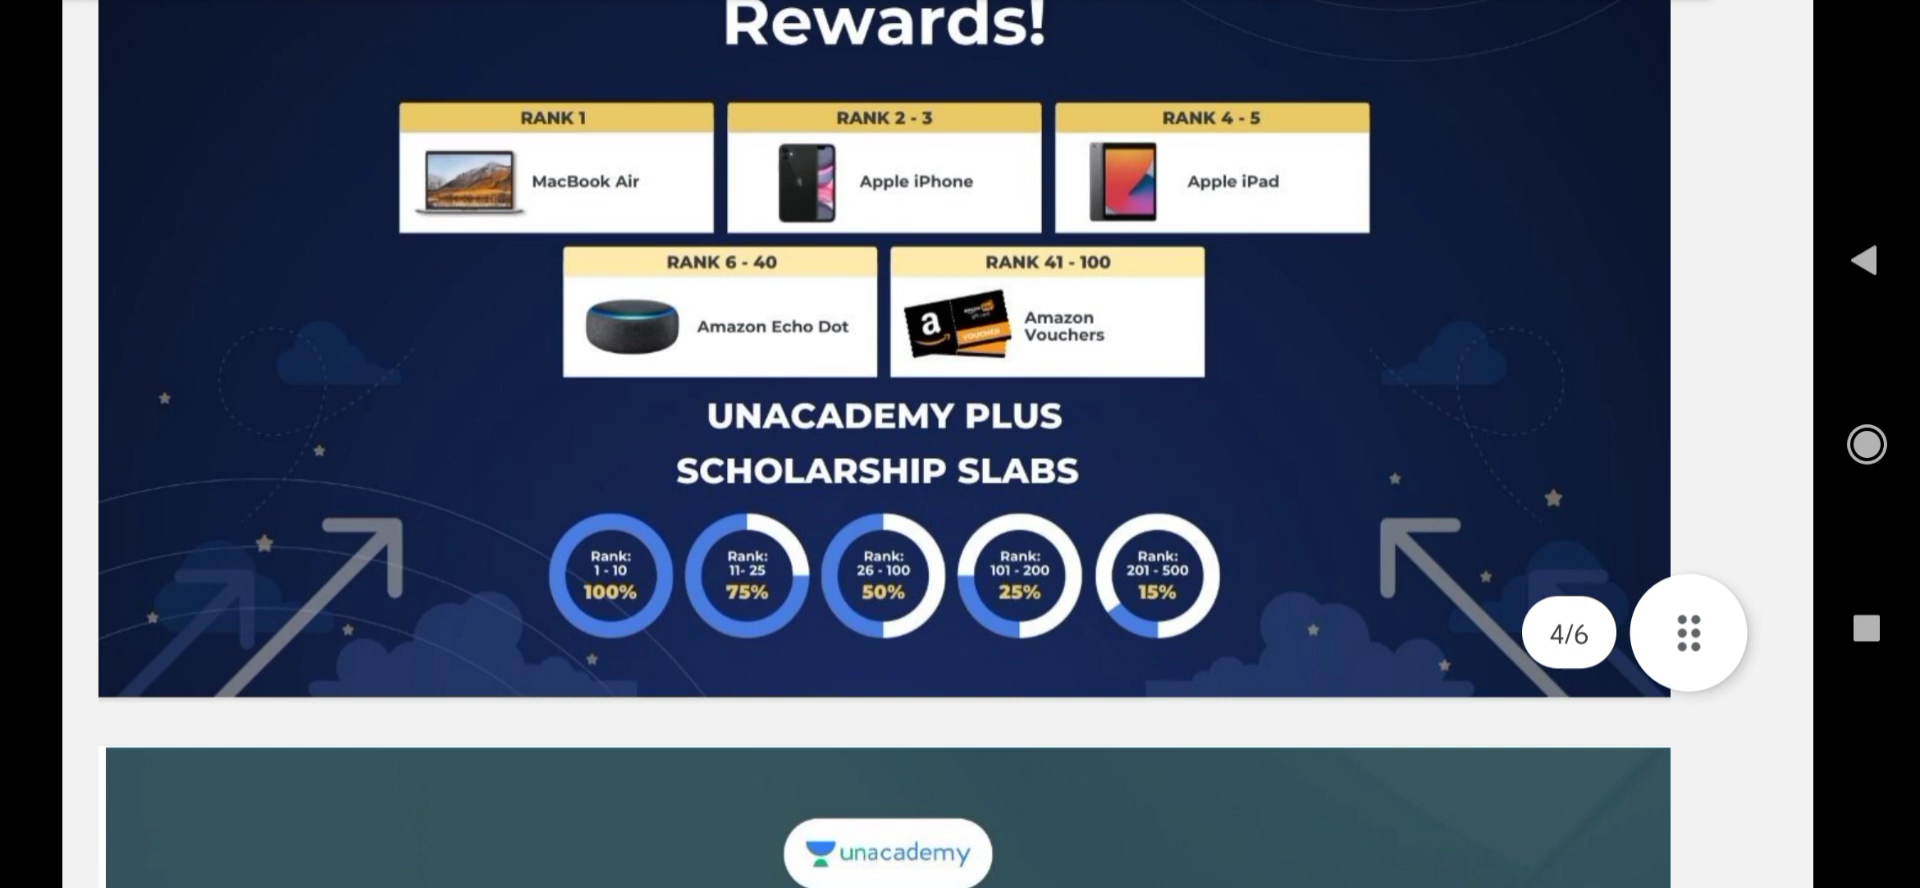 Rewards!
RANK 1
MacBook Air
RANK 2 - 3
Apple iPhone
RANK 4 - 5
Apple iPad
RANK 6 - 40
Amazon Echo Dot
RANK 41 - 100
a
VOUCHER
Amazon
Vouchers
UNACADEMY PLUS
SCHOLARSHIP SLABS
Rank:
1 - 10
100%
Rank:
11- 25
75%
Rank:
26 - 100
50%
Rank:
101 - 200
25%
Rank:
201 - 500
15%
4/6
unacademy